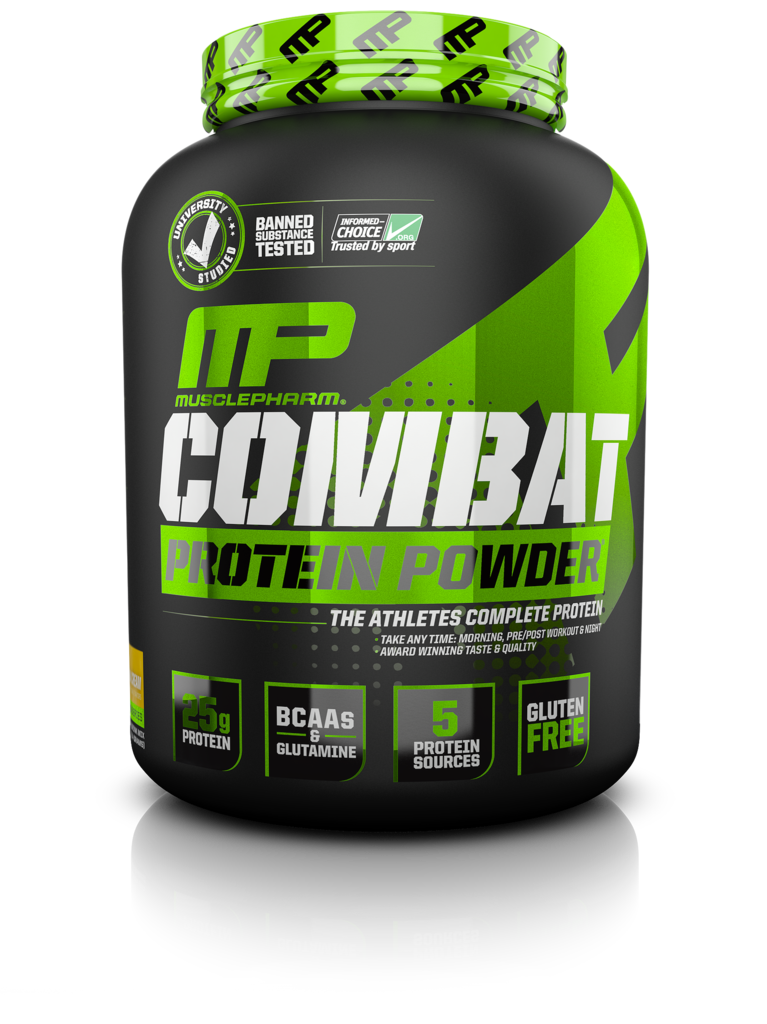 UNIVERSITY
STUDIED
BANNED
SUBSTANCE
TESTED
INFORMED–
CHOICE
.ORG
Trusted by sport
MP
MUSCLEPHARM®
COMBAT
PROTEIN POWDER
THE ATHLETES COMPLETE PROTEIN
• TAKE ANY TIME: MORNING, PRE/POST WORKOUT & NIGHT
• AWARD WINNING TASTE & QUALITY
25g
PROTEIN
BCAAS
&
GLUTAMINE
5
PROTEIN
SOURCES
GLUTEN
FREE